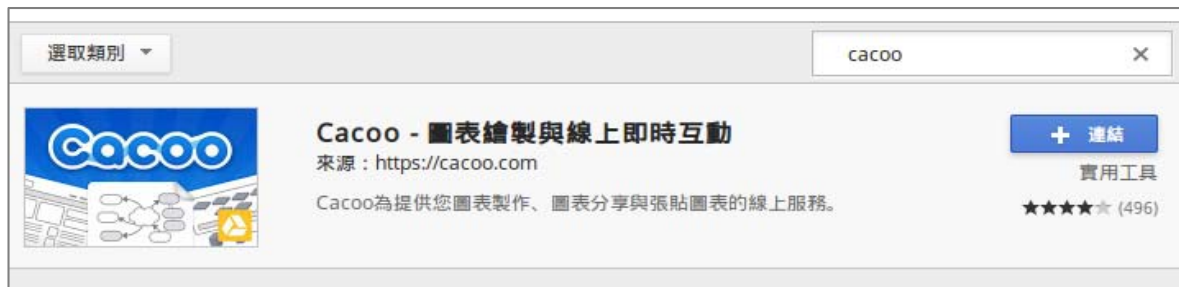 選取類別
cacoo
Cacoo
Cacoo - 圖表繪製與線上即時互動
來源：https://cacoo.com
Cacoo為提供您圖表製作、圖表分享與張貼圖表的線上服務。
+ 連結
實用工具
★★★★★ (496)